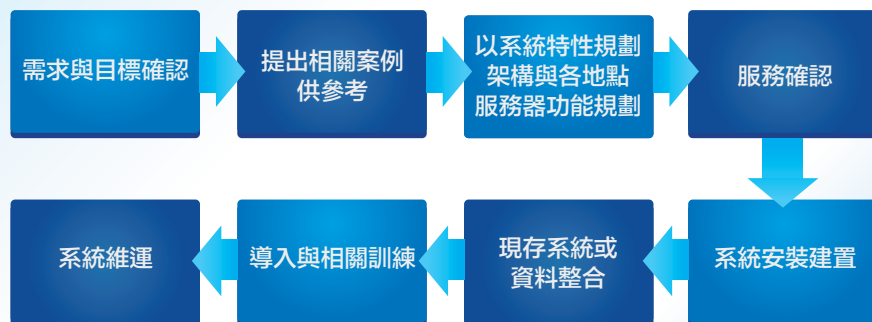 需求與目標確認
提出相關案例
供參考
以系統特性規劃
架構與各地點
服務器功能規劃
服務確認
系統安裝建置
現存系統或
資料整合
導入與相關訓練
系統維運